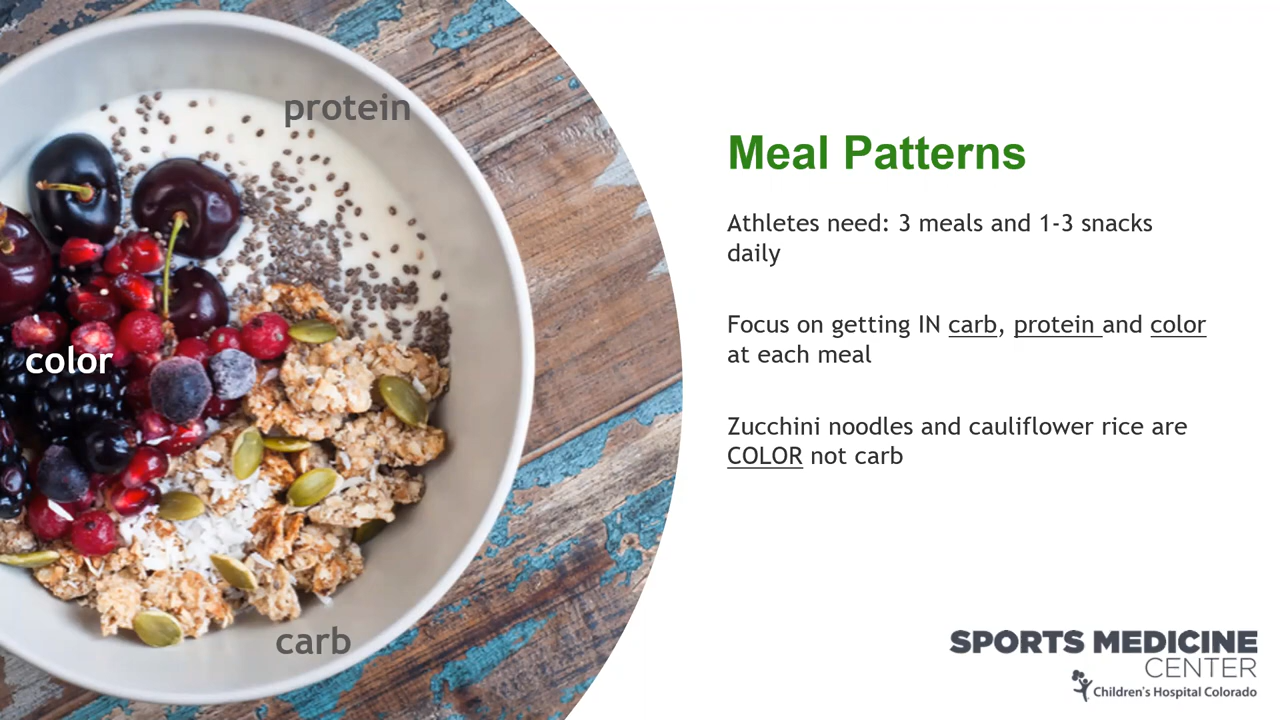 protein
color
carb
Meal Patterns
Athletes need: 3 meals and 1-3 snacks
daily
Focus on getting IN carb, protein and color
at each meal
Zucchini noodles and cauliflower rice are
COLOR not carb
SPORTS MEDICINE
CENTER
Children's Hospital Colorado